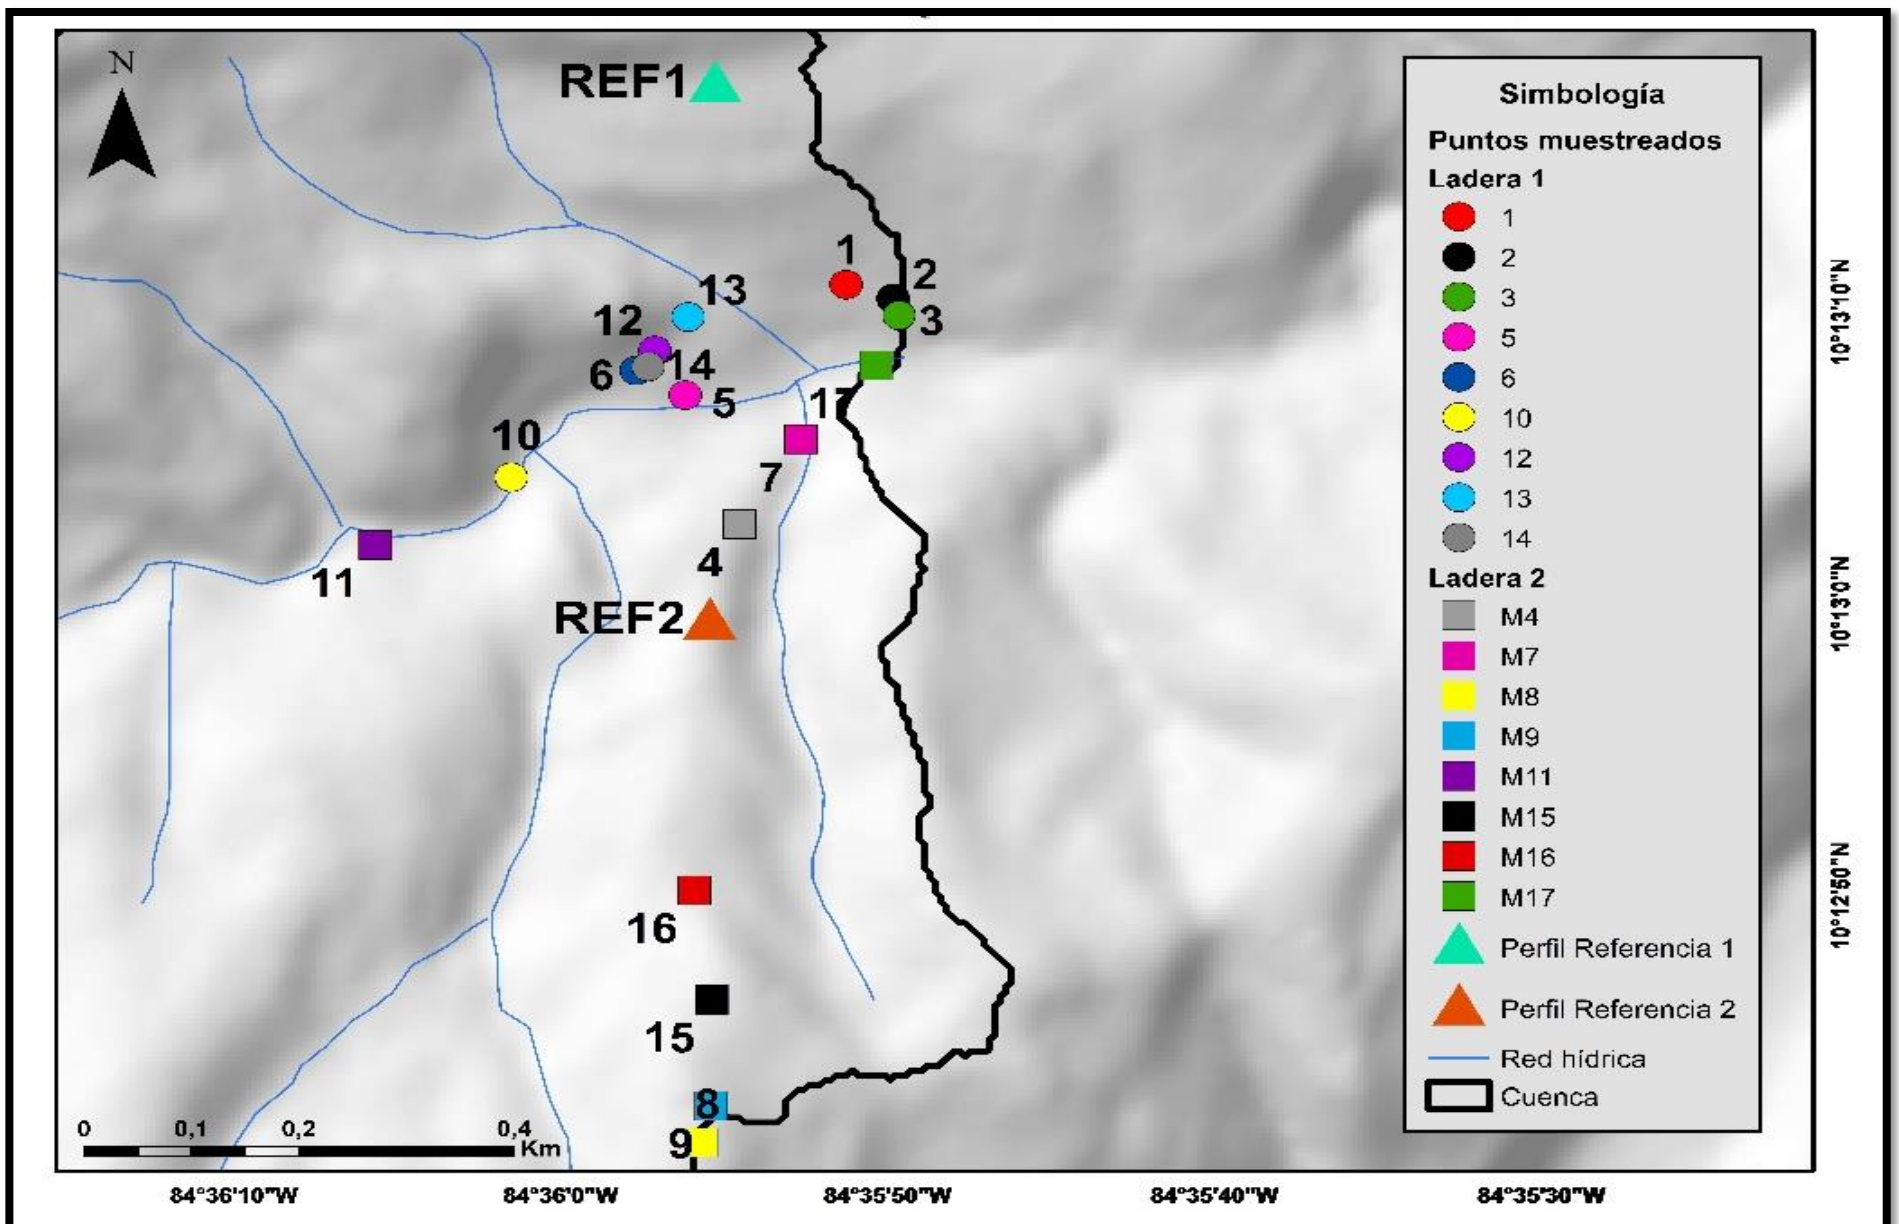 N
REF1
1
2
3
13
12
14
6
5
17
10
7
4
11
REF2
16
15
8
9
0
0,1
0,2
0,4
Km
84°36'10"W
84°36'0"W
84°35'50"W
84°35'40"W
84°35'30"W
10°13'10"N
10°13'0"N
10°12'50"N
Simbología
Puntos muestreados
Ladera 1
1
2
3
5
6
10
12
13
14
Ladera 2
M4
M7
M8
M9
M11
M15
M16
M17
Perfil Referencia 1
Perfil Referencia 2
Red hídrica
Cuenca